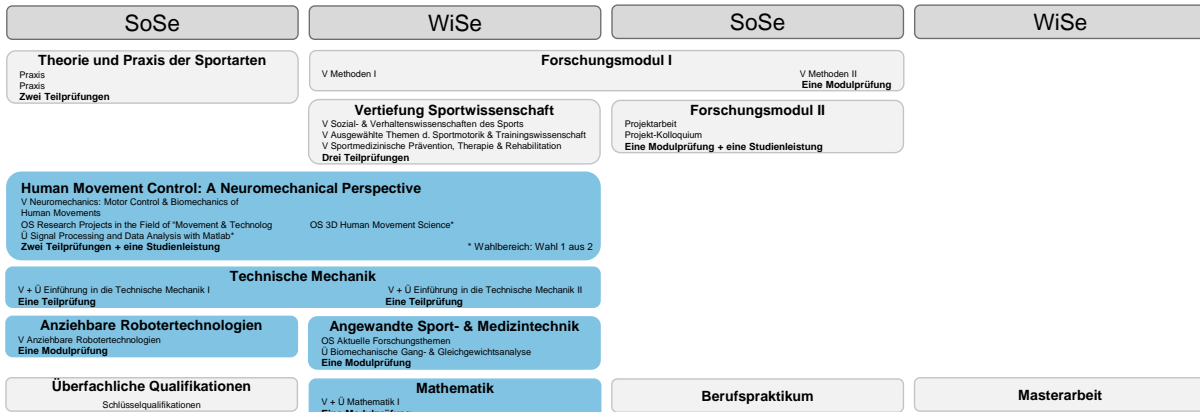 SoSe
WiSe
SoSe
WiSe
Theorie und Praxis der Sportarten
Praxis
Praxis
Zwei Teilprüfungen
Forschungsmodul I
V Methoden I
V Methoden II
Eine Modulprüfung
Vertiefung Sportwissenschaft
V Sozial- & Verhaltenswissenschaften des Sports
V Ausgewählte Themen d. Sportmotorik & Trainingswissenschaft
V Sportmedizinische Prävention, Therapie & Rehabilitation
Drei Teilprüfungen
Forschungsmodul II
Projektarbeit
Projekt-Kolloquium
Eine Modulprüfung + eine Studienleistung
Human Movement Control: A Neuromechanical Perspective
V Neuromechanics: Motor Control & Biomechanics of
Human Movements
OS Research Projects in the Field of "Movement & Technolog
OS 3D Human Movement Science*
Ü Signal Processing and Data Analysis with Matlab*
Zwei Teilprüfungen + eine Studienleistung
* Wahlbereich: Wahl 1 aus 2
Technische Mechanik
V + Ü Einführung in die Technische Mechanik I
Eine Teilprüfung
V + Ü Einführung in die Technische Mechanik II
Eine Teilprüfung
Anziehbare Robotertechnologien
V Anziehbare Robotertechnologien
Eine Modulprüfung
Angewandte Sport- & Medizintechnik
OS Aktuelle Forschungsthemen
Ü Biomechanische Gang- & Gleichgewichtsanalyse
Eine Modulprüfung
Überfachliche Qualifikationen
Schlüsselqualifikationen
Mathematik
V + Ü Mathematik I
Eine Modulprüfung
Berufspraktikum
Masterarbeit